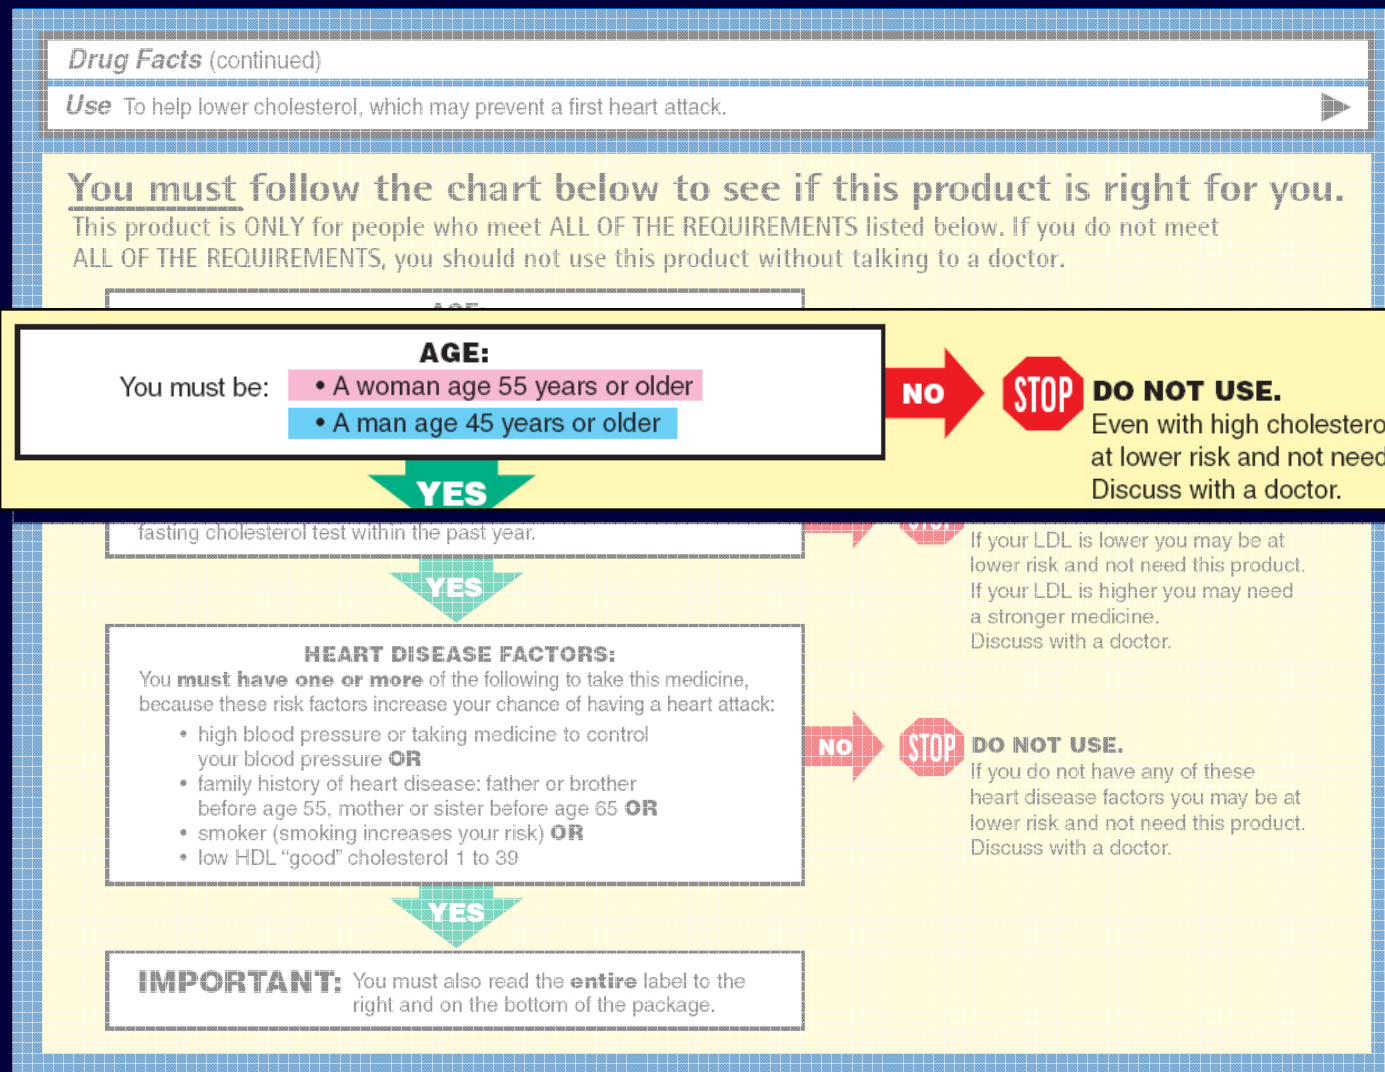 Drug Facts (continued)
Use To help lower cholesterol, which may prevent a first heart attack.
You must follow the chart below to see if this product is right for you.
This product is ONLY for people who meet ALL OF THE REQUIREMENTS listed below. If you do not meet
ALL OF THE REQUIREMENTS, you should not use this product without talking to a doctor.
AGE:
You must be:
• A woman age 55 years or older
• A man age 45 years or older
NO
STOP
DO NOT USE.
Even with high cholestero
at lower risk and not need
Discuss with a doctor.
YES
fasting cholesterol test within the past year.
If your LDL is lower you may be at
lower risk and not need this product.
If your LDL is higher you may need
a stronger medicine.
Discuss with a doctor.
YES
HEART DISEASE FACTORS:
You must have one or more of the following to take this medicine,
because these risk factors increase your chance of having a heart attack:
• high blood pressure or taking medicine to control
your blood pressure OR
• family history of heart disease: father or brother
before age 55, mother or sister before age 65 OR
• smoker (smoking increases your risk) OR
• low HDL “good” cholesterol 1 to 39
NO
STOP
DO NOT USE.
If you do not have any of these
heart disease factors you may be at
lower risk and not need this product.
Discuss with a doctor.
YES
IMPORTANT: You must also read the entire label to the
right and on the bottom of the package.